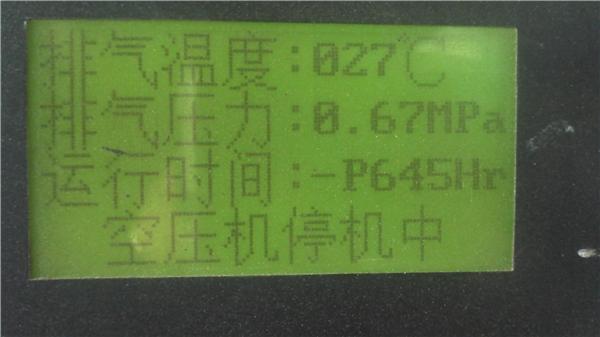 排气温度:027℃
排气压力:0.67MPa
运行时间:-P645Hr
空压机停机中